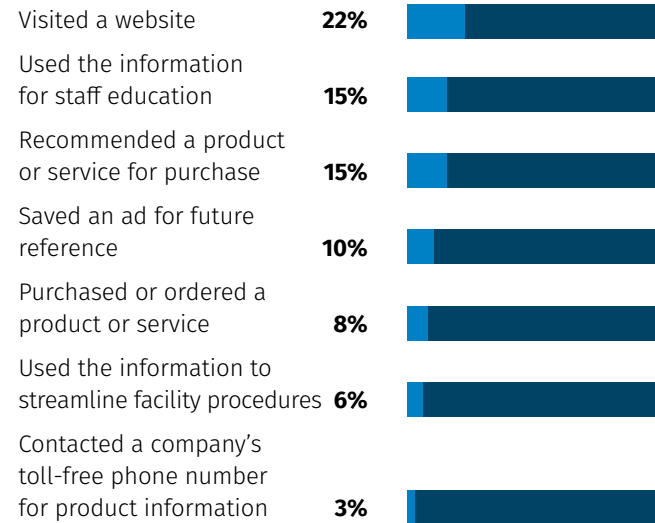 Visited a website 22%
Used the information
for staff education 15%
Recommended a product
or service for purchase 15%
Saved an ad for future
reference 10%
Purchased or ordered a
product or service 8%
Used the information to
streamline facility procedures 6%
Contacted a company’s
toll-free phone number
for product information 3%